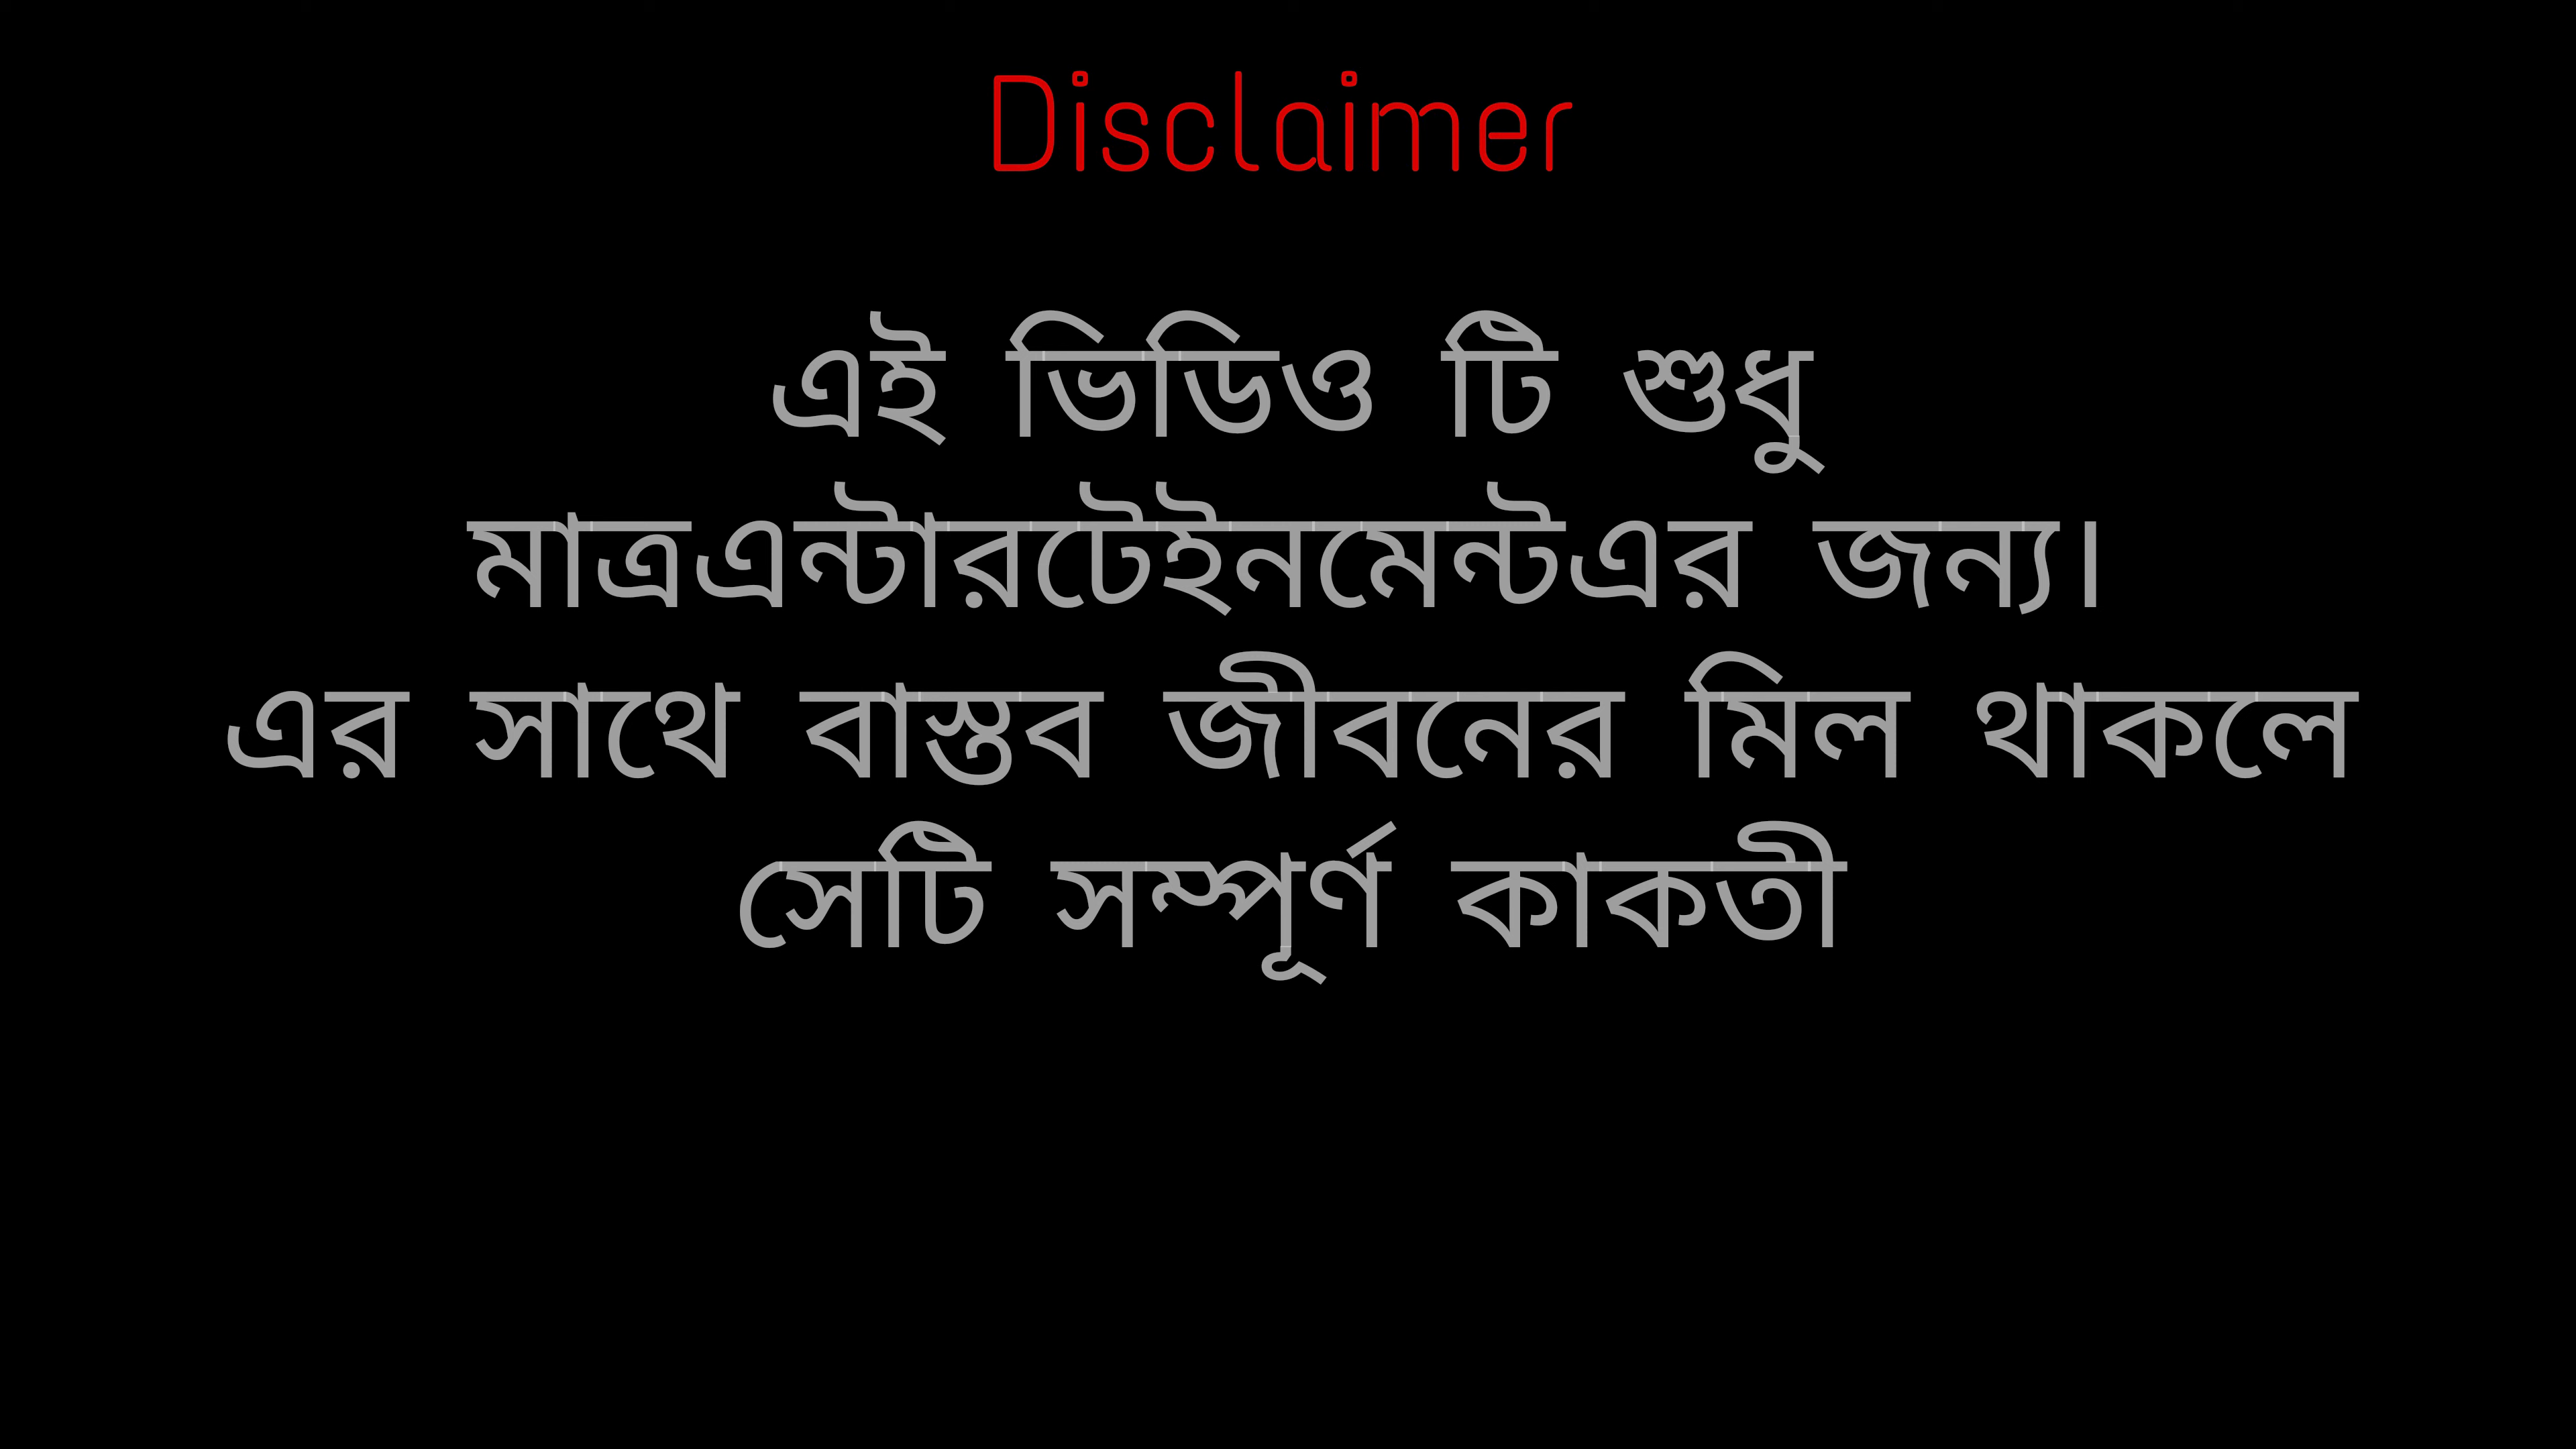 Disclaimer
এই ভিডিও টি শুধু
মাত্রএন্টারটেইনমেন্টএর জন্য।
এর সাথে বাস্তব জীবনের মিল থাকলে
সেটি সম্পূর্ণ কাকতী